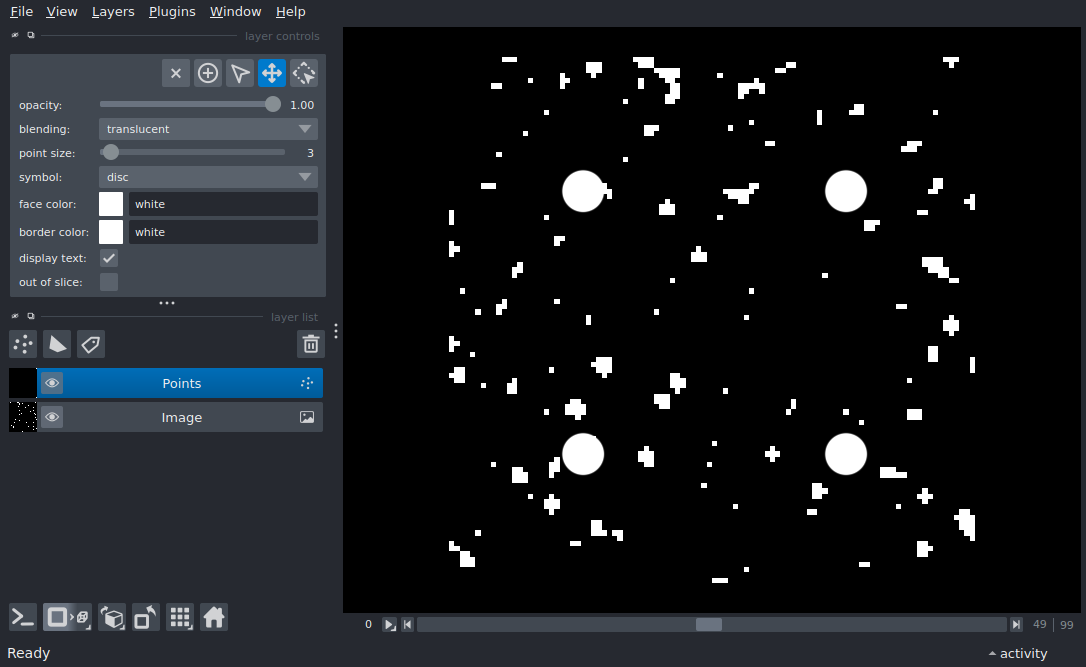 File View Layers Plugins Window Help
layer controls
opacity: 1.00
blending: translucent
point size: 3
symbol: disc
face color: white
border color: white
display text:
out of slice:
layer list
Points
Image
0 49 99
Ready activity